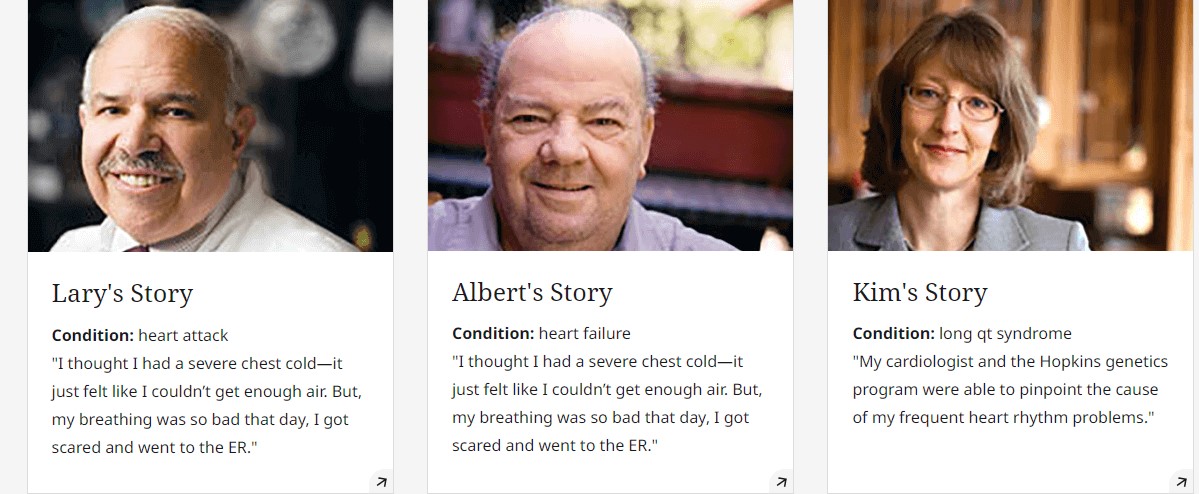 Lary's Story
Condition: heart attack
"I thought I had a severe chest cold—it
just felt like I couldn’t get enough air. But,
my breathing was so bad that day, I got
scared and went to the ER."
Albert's Story
Condition: heart failure
"I thought I had a severe chest cold—it
just felt like I couldn’t get enough air. But,
my breathing was so bad that day, I got
scared and went to the ER."
Kim's Story
Condition: long qt syndrome
"My cardiologist and the Hopkins genetics
program were able to pinpoint the cause
of my frequent heart rhythm problems."